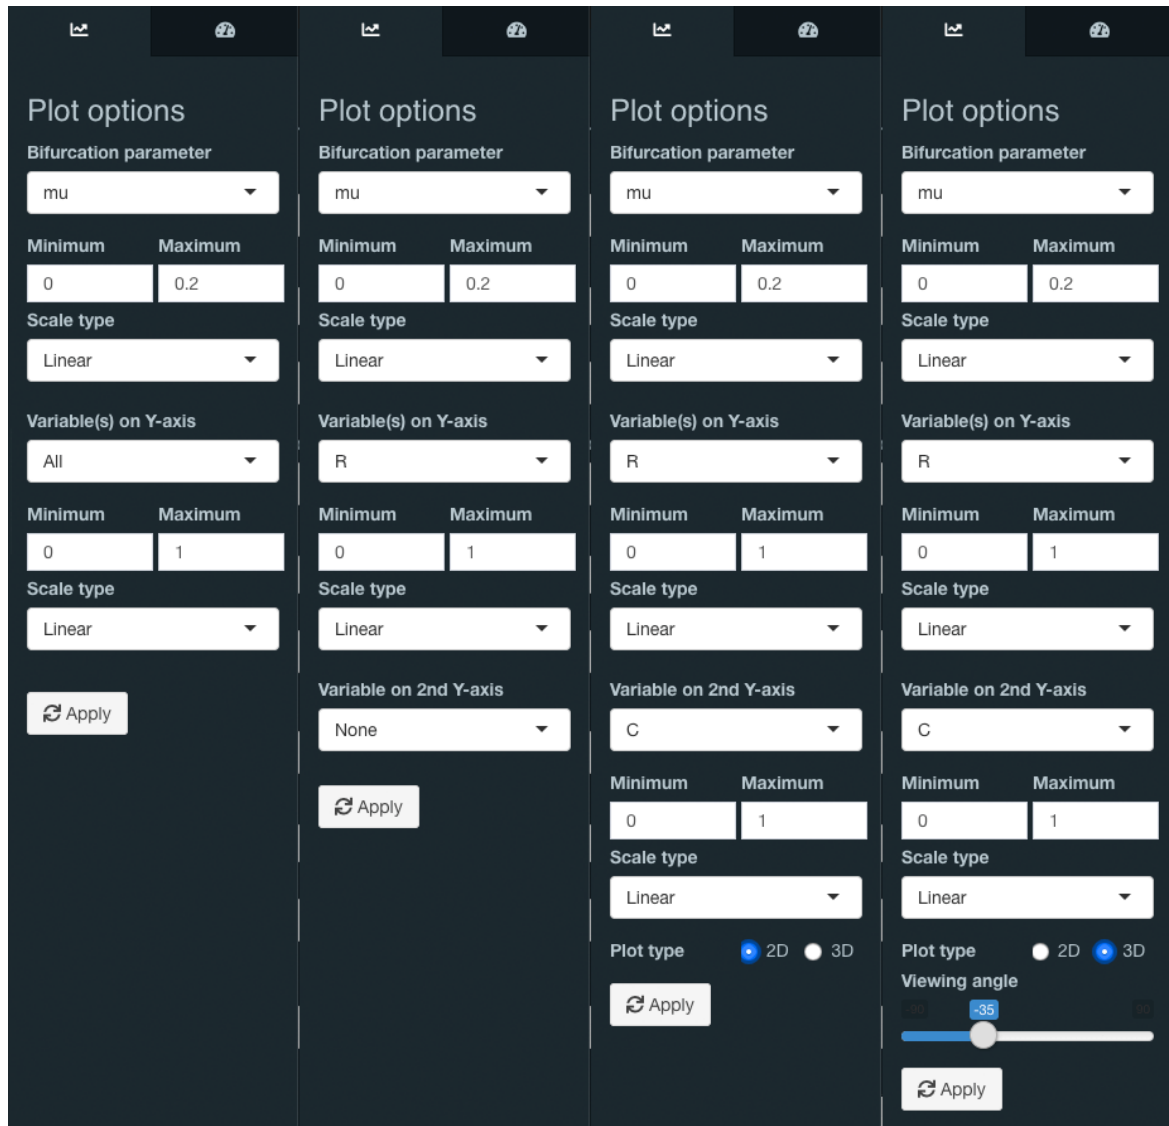 Plot options
Bifurcation parameter
mu
Minimum Maximum
0 0.2
Scale type
Linear
Variable(s) on Y-axis
All
Minimum Maximum
0 1
Scale type
Linear
Apply
Plot options
Bifurcation parameter
mu
Minimum Maximum
0 0.2
Scale type
Linear
Variable(s) on Y-axis
R
Minimum Maximum
0 1
Scale type
Linear
Variable on 2nd Y-axis
None
Apply
Plot options
Bifurcation parameter
mu
Minimum Maximum
0 0.2
Scale type
Linear
Variable(s) on Y-axis
R
Minimum Maximum
0 1
Scale type
Linear
Variable on 2nd Y-axis
C
Minimum Maximum
0 1
Scale type
Linear
Plot type 2D 3D
Apply
Plot options
Bifurcation parameter
mu
Minimum Maximum
0 0.2
Scale type
Linear
Variable(s) on Y-axis
R
Minimum Maximum
0 1
Scale type
Linear
Variable on 2nd Y-axis
C
Minimum Maximum
0 1
Scale type
Linear
Plot type 2D 3D
Viewing angle
-90 -35 90
Apply